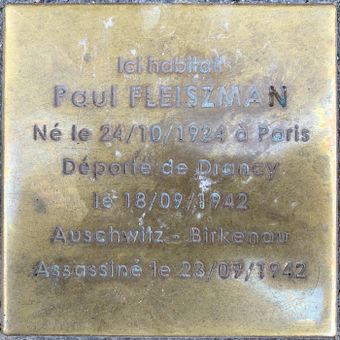 Ici habitait
Paul FLEISZMAN
Né le 24/10/1924 à Paris
Déporté de Drancy
le 18/09/1942
Auschwitz - Birkenau
Assassiné le 23/09/1942